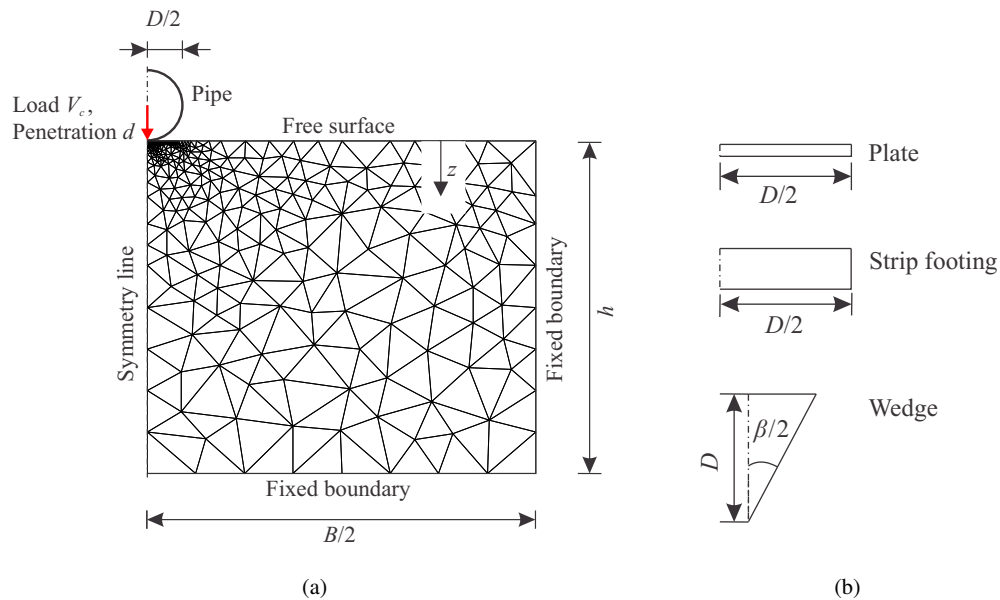 D/2
Pipe
Load Vc,
Penetration d
Free surface
z
Symmetry line
Fixed boundary
h
Fixed boundary
B/2
(a)
Plate
D/2
Strip footing
D/2
Wedge
β/2
D
(b)